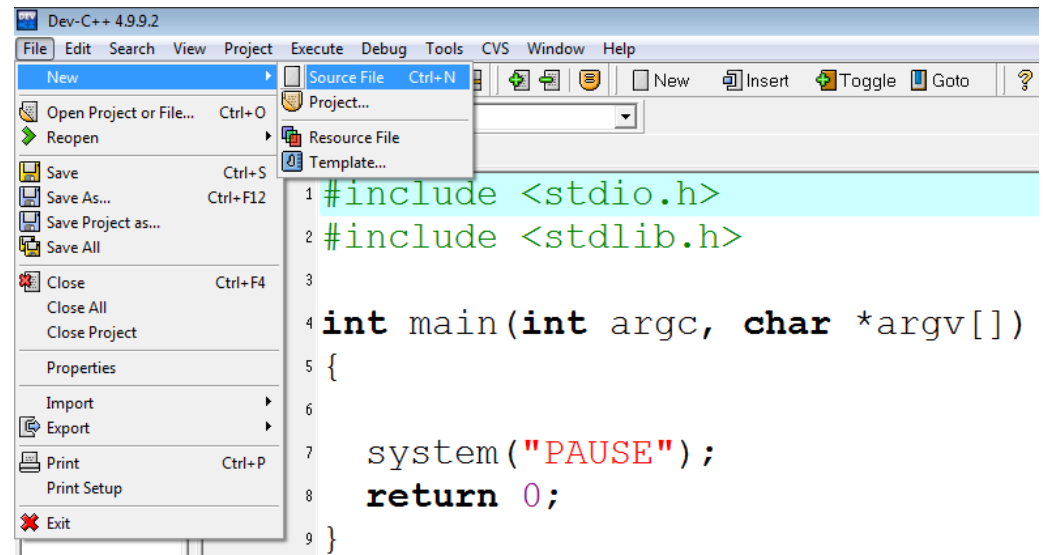 Dev-C++ 4.9.9.2
File Edit Search View Project Execute Debug Tools CVS Window Help
New
Source File Ctrl+N
Project...
Resource File
Template...
New Insert Toggle Goto
Open Project or File... Ctrl+O
Reopen
Save Ctrl+S
Save As... Ctrl+F12
Save Project as...
Save All
Close Ctrl+F4
Close All
Close Project
Properties
Import
Export
Print Ctrl+P
Print Setup
Exit
1 #include <stdio.h>
2 #include <stdlib.h>
3
4 int main(int argc, char *argv[])
5 {
6
7 system("PAUSE");
8 return 0;
9 }